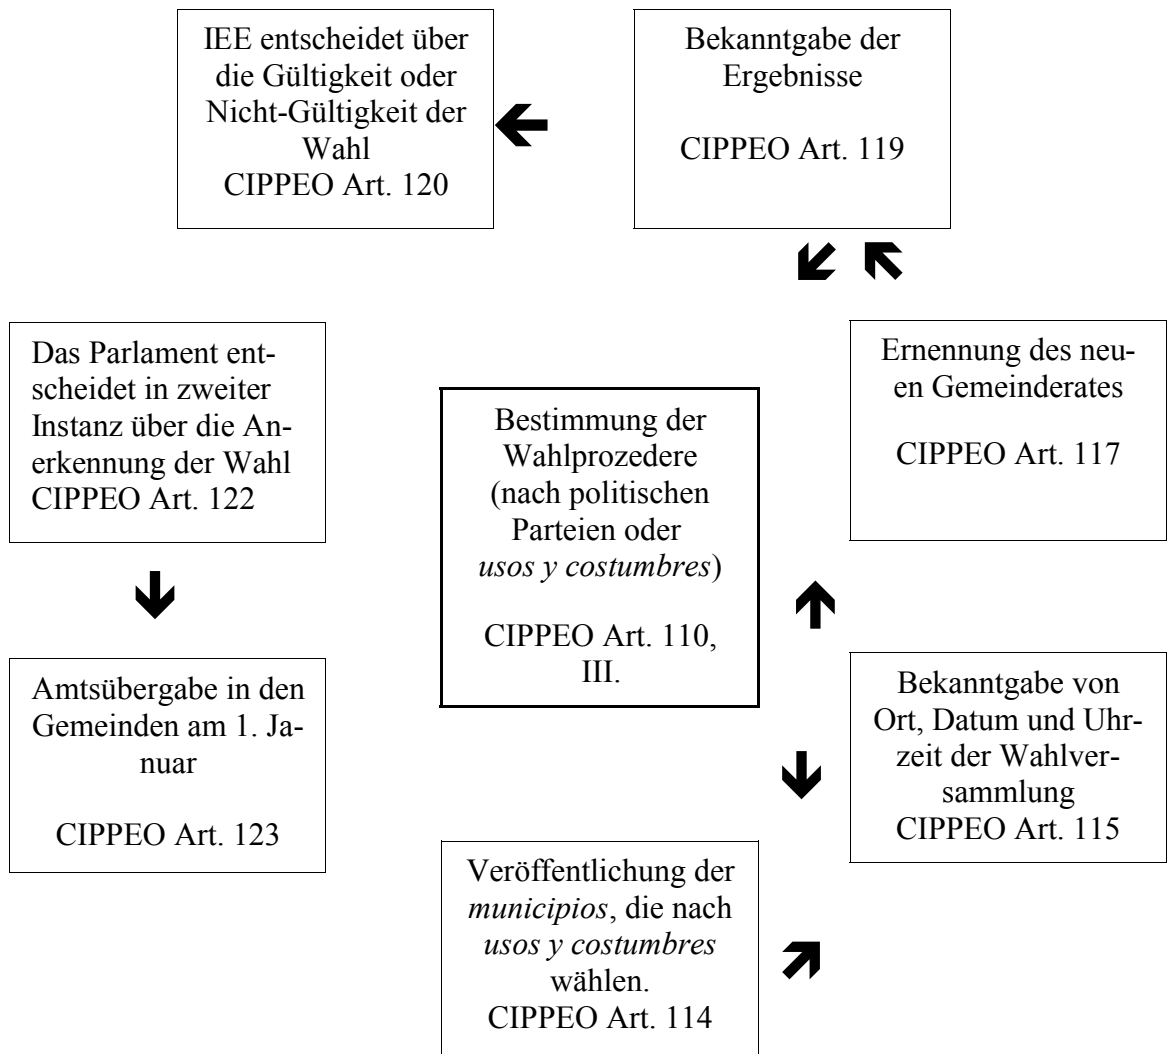 IEE entscheidet über
die Gültigkeit oder
Nicht-Gültigkeit der
Wahl
CIPPEO Art. 120
Bekanntgabe der
Ergebnisse
CIPPEO Art. 119
Das Parlament ent-
scheidet in zweiter
Instanz über die An-
erkennung der Wahl
CIPPEO Art. 122
Bestimmung der
Wahlprozedere
(nach politischen
Parteien oder
usos y costumbres)
CIPPEO Art. 110,
III.
Ernennung des neu-
en Gemeinderates
CIPPEO Art. 117
Amtsübergabe in den
Gemeinden am 1. Ja-
nuar
CIPPEO Art. 123
Bekanntgabe von
Ort, Datum und Uhr-
zeit der Wahlver-
sammlung
CIPPEO Art. 115
Veröffentlichung der
municipios, die nach
usos y costumbres
wählen.
CIPPEO Art. 114